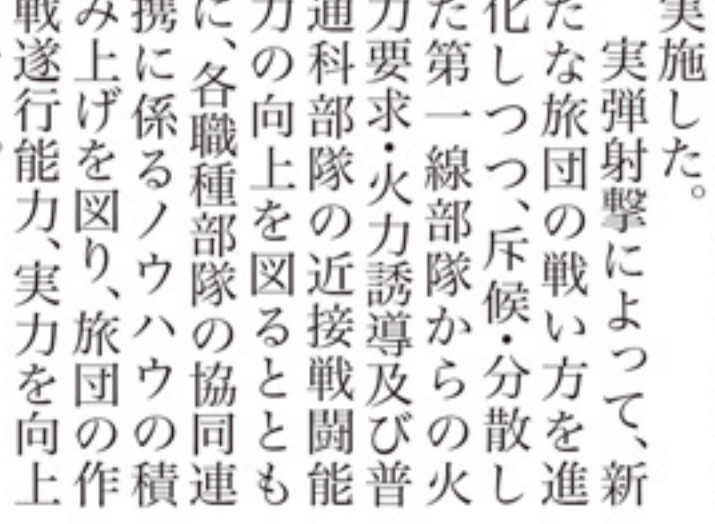 実施した。
実弾射撃によって、新
たな旅団の戦い方を進
化しつつ、斥候・分散し
た第一線部隊からの火
力要求・火力誘導及び普
通科部隊の近接戦闘能
力の向上を図るととも
に、各職種部隊の協同連
携に係るノウハウの積
み上げを図り、旅団の作
戦遂行能力、実力を向上